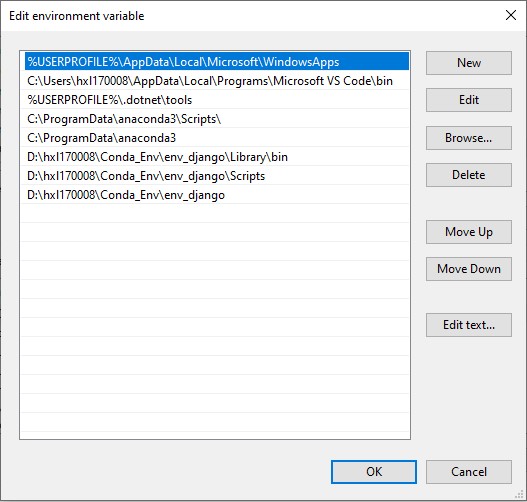 Edit environment variable
%USERPROFILE%\AppData\Local\Microsoft\WindowsApps
C:\Users\hxl170008\AppData\Local\Programs\Microsoft VS Code\bin
%USERPROFILE%\.dotnet\tools
C:\ProgramData\anaconda3\Scripts\
C:\ProgramData\anaconda3
D:\hxl170008\Conda_Env\env_django\Library\bin
D:\hxl170008\Conda_Env\env_django\Scripts
D:\hxl170008\Conda_Env\env_django
New
Edit
Browse...
Delete
Move Up
Move Down
Edit text...
OK
Cancel